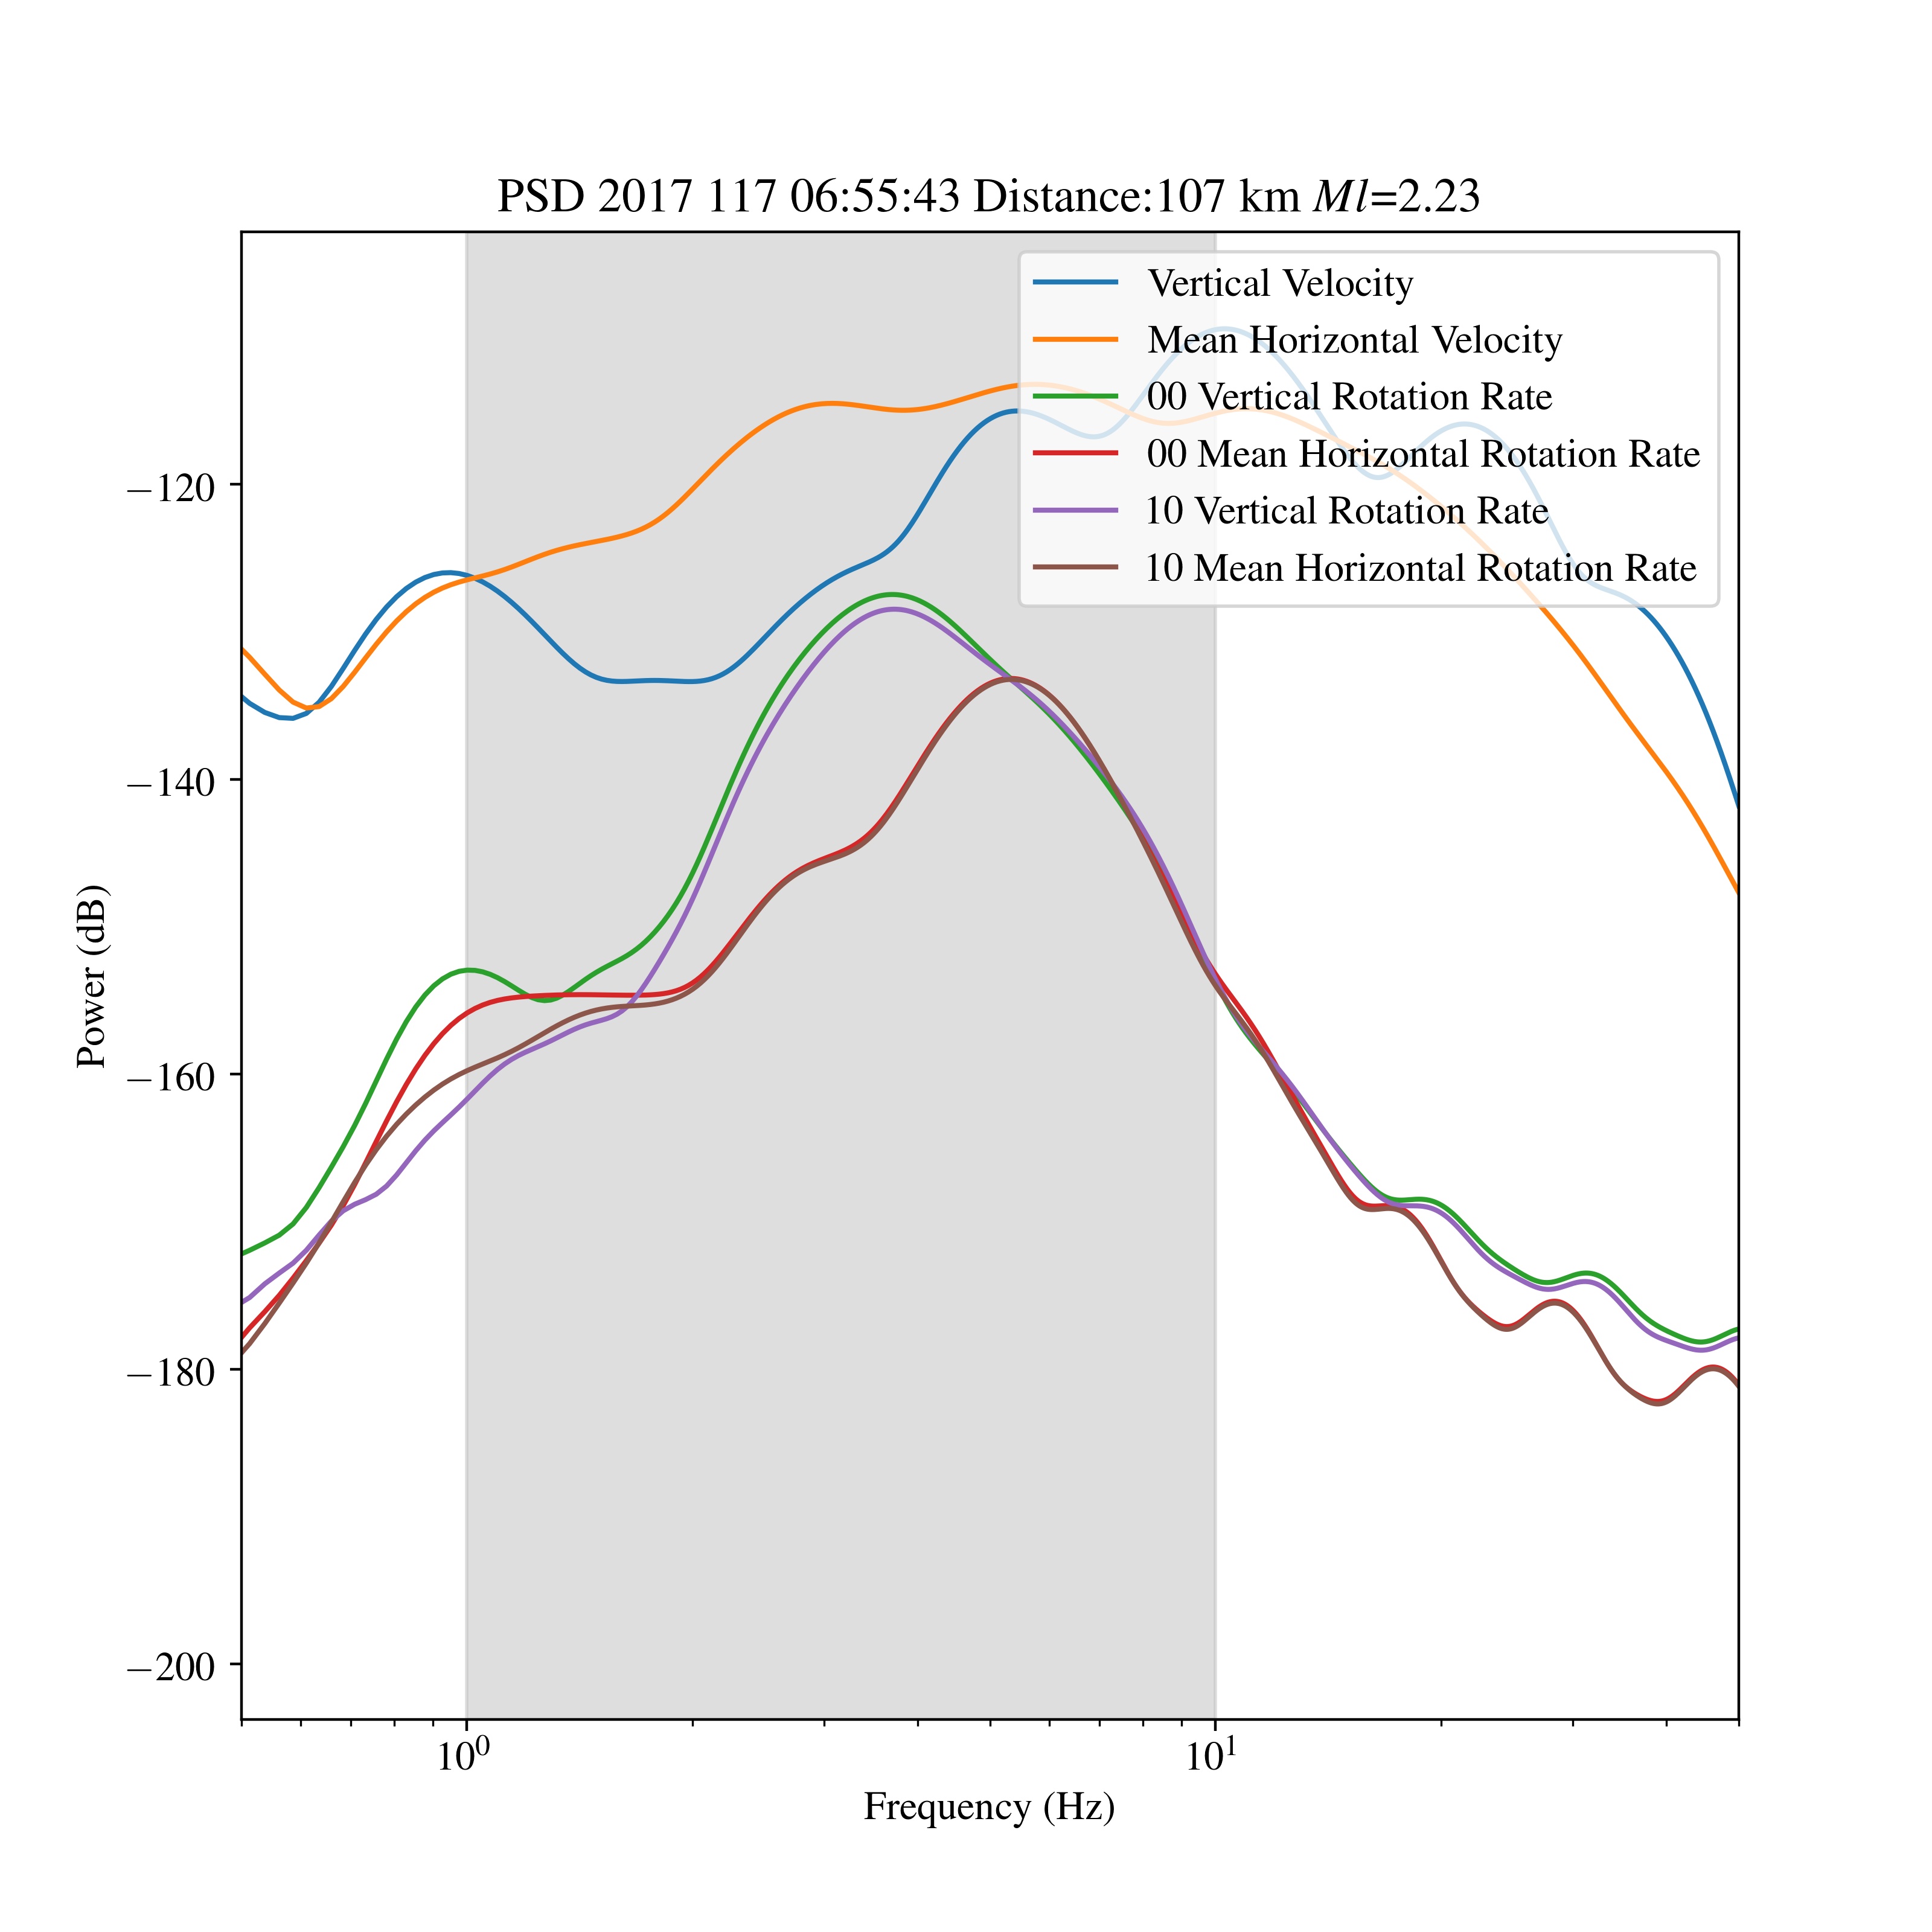 PSD 2017 117 06:55:43 Distance:107 km Ml=2.23
Vertical Velocity
Mean Horizontal Velocity
00 Vertical Rotation Rate
00 Mean Horizontal Rotation Rate
10 Vertical Rotation Rate
10 Mean Horizontal Rotation Rate
−120
−140
−160
−180
−200
Power (dB)
10⁰
10¹
Frequency (Hz)